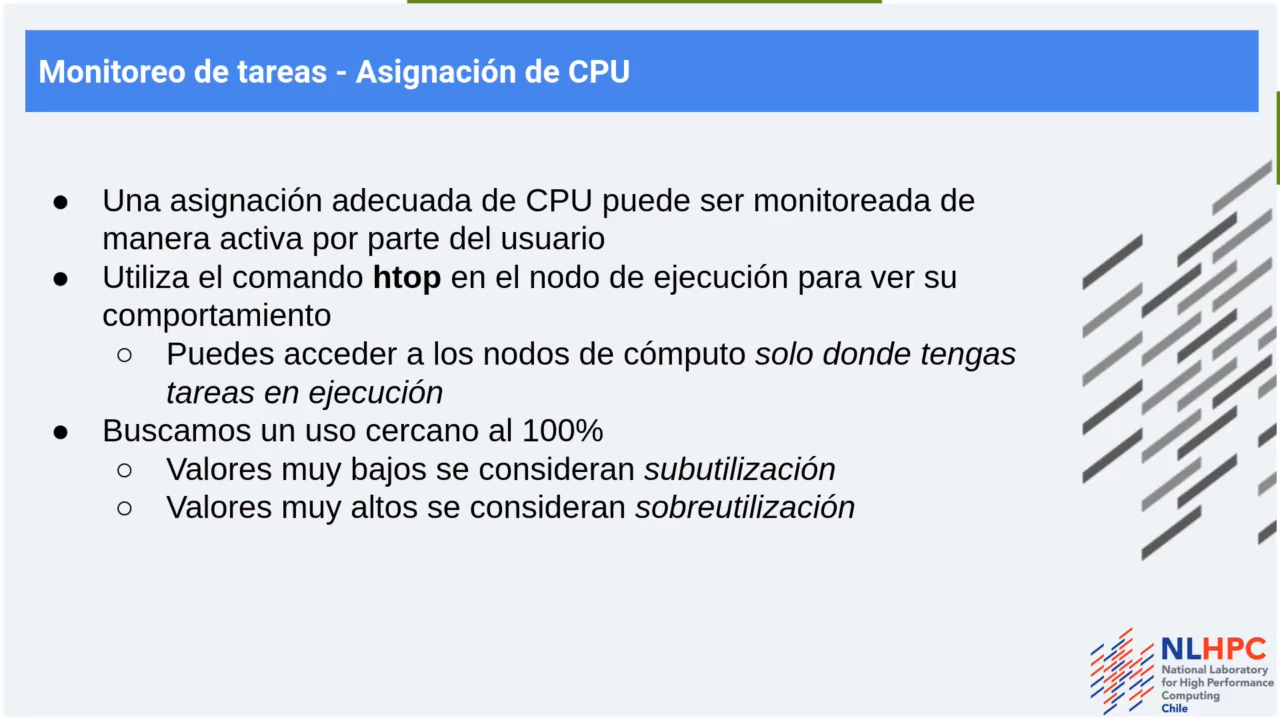 Monitoreo de tareas - Asignación de CPU
● Una asignación adecuada de CPU puede ser monitoreada de
manera activa por parte del usuario
● Utiliza el comando htop en el nodo de ejecución para ver su
comportamiento
○ Puedes acceder a los nodos de cómputo solo donde tengas
tareas en ejecución
● Buscamos un uso cercano al 100%
○ Valores muy bajos se consideran subutilización
○ Valores muy altos se consideran sobreutilización
NLHPC
National Laboratory
for High Performance
Computing
Chile